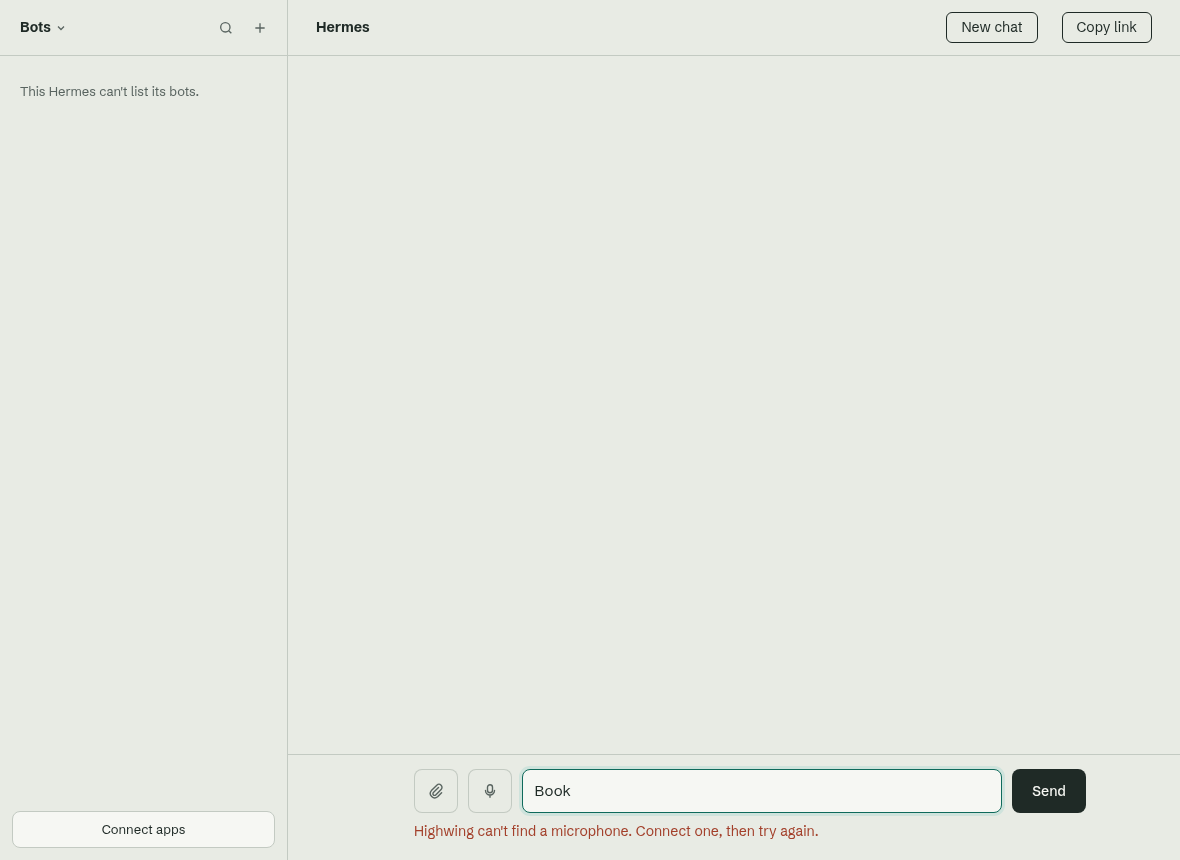 Bots
Hermes
New chat
Copy link
This Hermes can't list its bots.
Book
Send
Connect apps
Highwing can't find a microphone. Connect one, then try again.